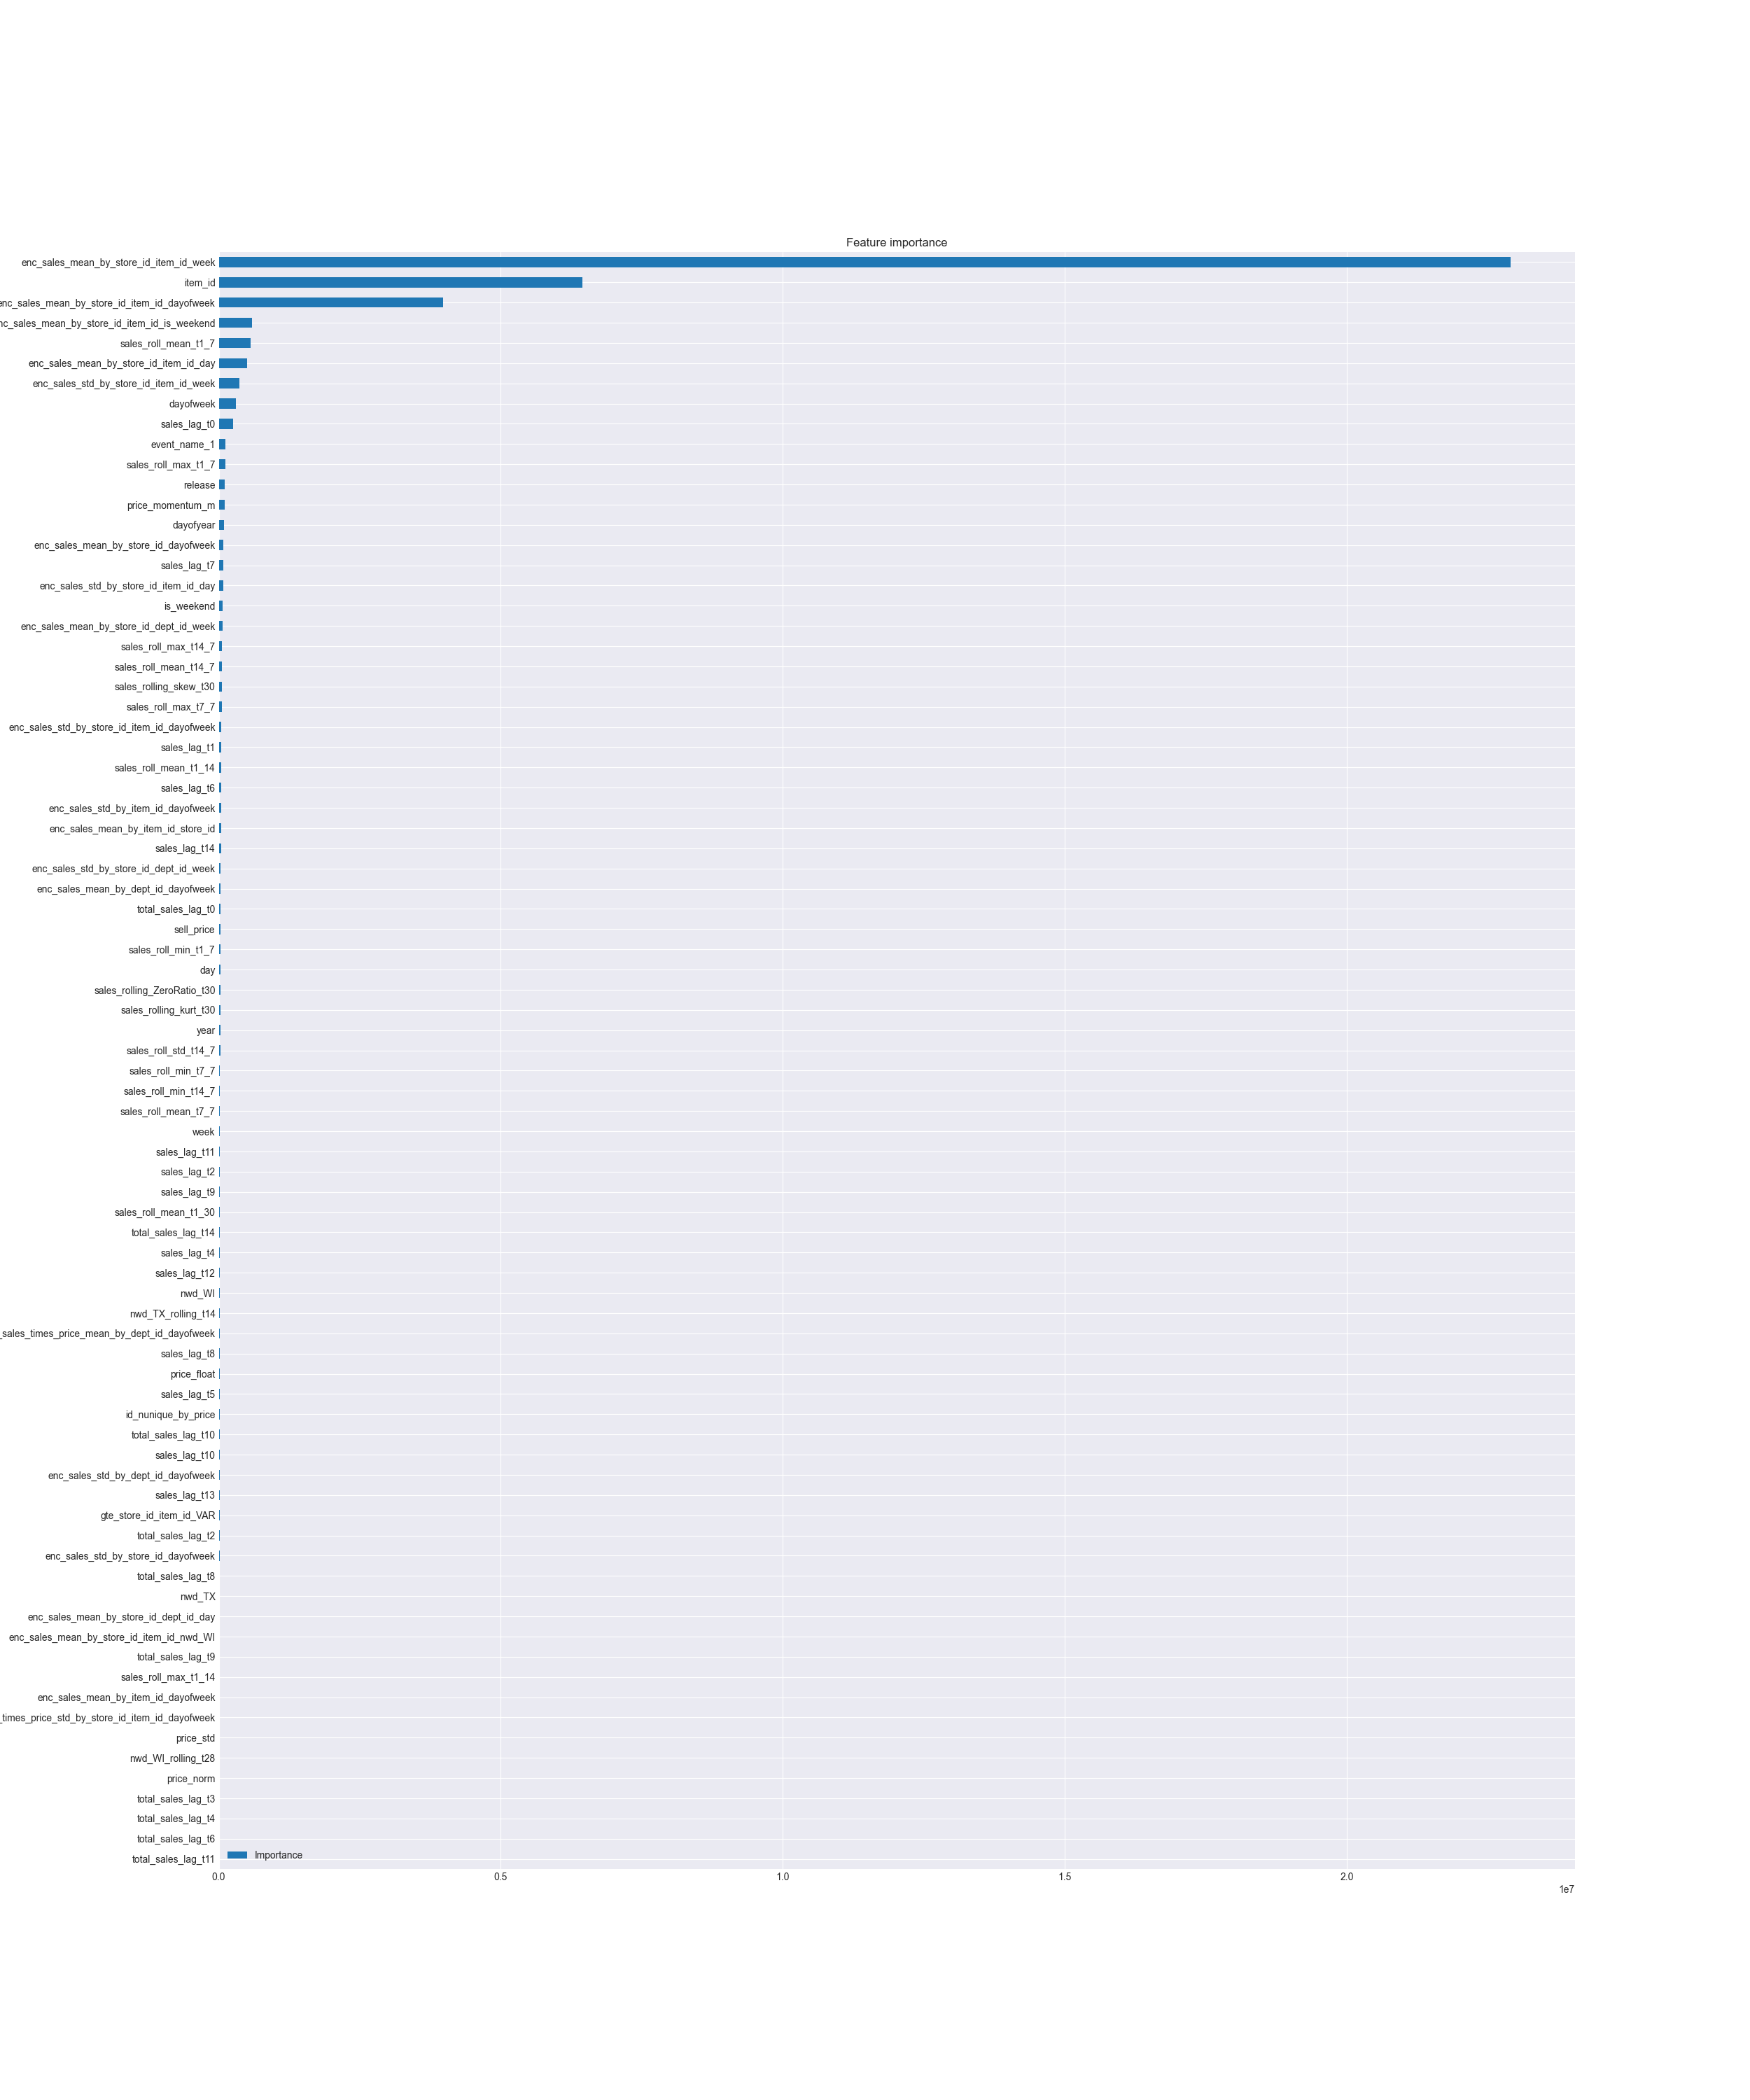 Feature importance
enc_sales_mean_by_store_id_item_id_week
item_id
enc_sales_mean_by_store_id_item_id_dayofweek
nc_sales_mean_by_store_id_item_id_is_weekend
sales_roll_mean_t1_7
enc_sales_mean_by_store_id_item_id_day
enc_sales_std_by_store_id_item_id_week
dayofweek
sales_lag_t0
event_name_1
sales_roll_max_t1_7
release
price_momentum_m
dayofyear
enc_sales_mean_by_store_id_dayofweek
sales_lag_t7
enc_sales_std_by_store_id_item_id_day
is_weekend
enc_sales_mean_by_store_id_dept_id_week
sales_roll_max_t14_7
sales_roll_mean_t14_7
sales_rolling_skew_t30
sales_roll_max_t7_7
enc_sales_std_by_store_id_item_id_dayofweek
sales_lag_t1
sales_roll_mean_t1_14
sales_lag_t6
enc_sales_std_by_item_id_dayofweek
enc_sales_mean_by_item_id_store_id
sales_lag_t14
enc_sales_std_by_store_id_dept_id_week
enc_sales_mean_by_dept_id_dayofweek
total_sales_lag_t0
sell_price
sales_roll_min_t1_7
day
sales_rolling_ZeroRatio_t30
sales_rolling_kurt_t30
year
sales_roll_std_t14_7
sales_roll_min_t7_7
sales_roll_min_t14_7
sales_roll_mean_t7_7
week
sales_lag_t11
sales_lag_t2
sales_lag_t9
sales_roll_mean_t1_30
total_sales_lag_t14
sales_lag_t4
sales_lag_t12
nwd_WI
nwd_TX_rolling_t14
_sales_times_price_mean_by_dept_id_dayofweek
sales_lag_t8
price_float
sales_lag_t5
id_nunique_by_price
total_sales_lag_t10
sales_lag_t10
enc_sales_std_by_dept_id_dayofweek
sales_lag_t13
gte_store_id_item_id_VAR
total_sales_lag_t2
enc_sales_std_by_store_id_dayofweek
total_sales_lag_t8
nwd_TX
enc_sales_mean_by_store_id_dept_id_day
enc_sales_mean_by_store_id_item_id_nwd_WI
total_sales_lag_t9
sales_roll_max_t1_14
enc_sales_mean_by_item_id_dayofweek
_times_price_std_by_store_id_item_id_dayofweek
price_std
nwd_WI_rolling_t28
price_norm
total_sales_lag_t3
total_sales_lag_t4
total_sales_lag_t6
total_sales_lag_t11
Importance
0.0 0.5 1.0 1.5 2.0
1e7